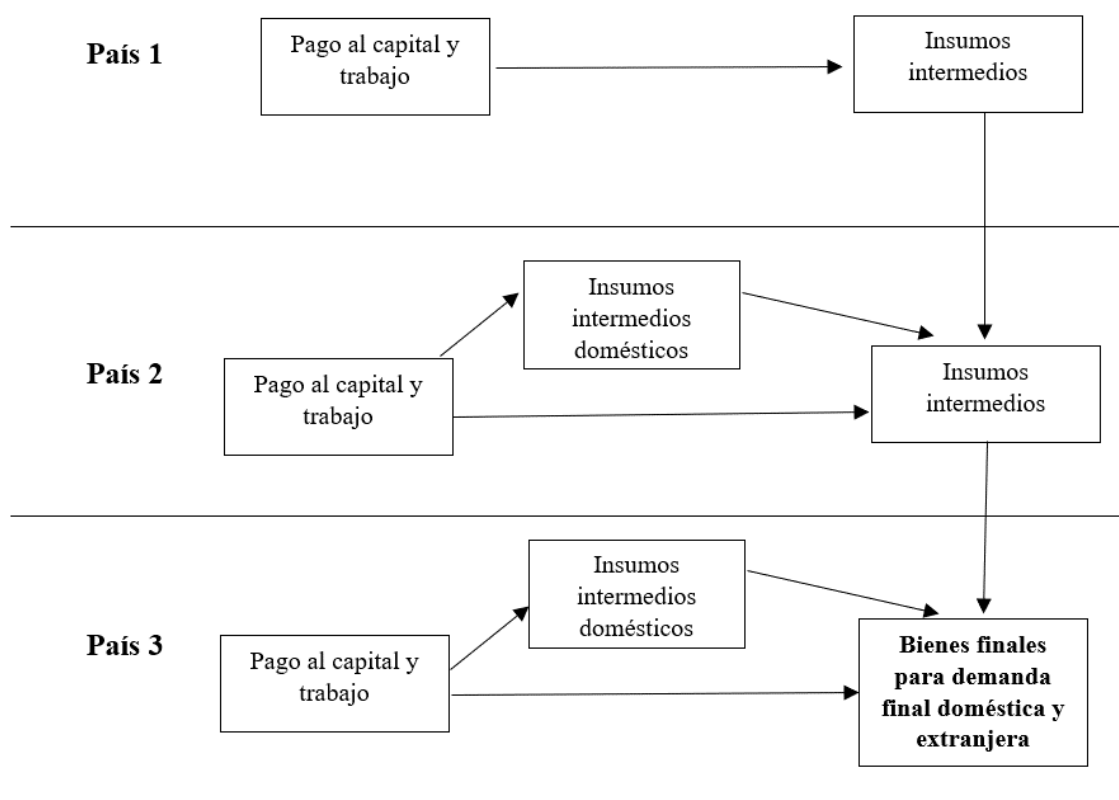 País 1
Pago al capital y
trabajo
Insumos
intermedios
País 2
Pago al capital y
trabajo
Insumos
intermedios
domésticos
Insumos
intermedios
País 3
Pago al capital y
trabajo
Insumos
intermedios
domésticos
Bienes finales
para demanda
final doméstica y
extranjera